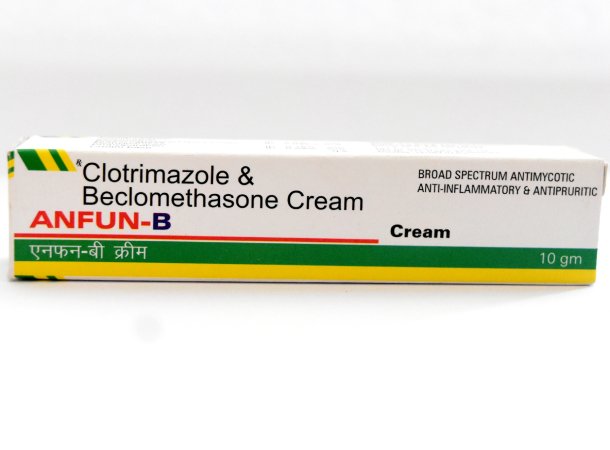 ℞ Clotrimazole &
Beclomethasone Cream
ANFUN-B
एनफन-बी क्रीम
BROAD SPECTRUM ANTIMYCOTIC
ANTI-INFLAMMATORY & ANTIPRURITIC
Cream
10 gm